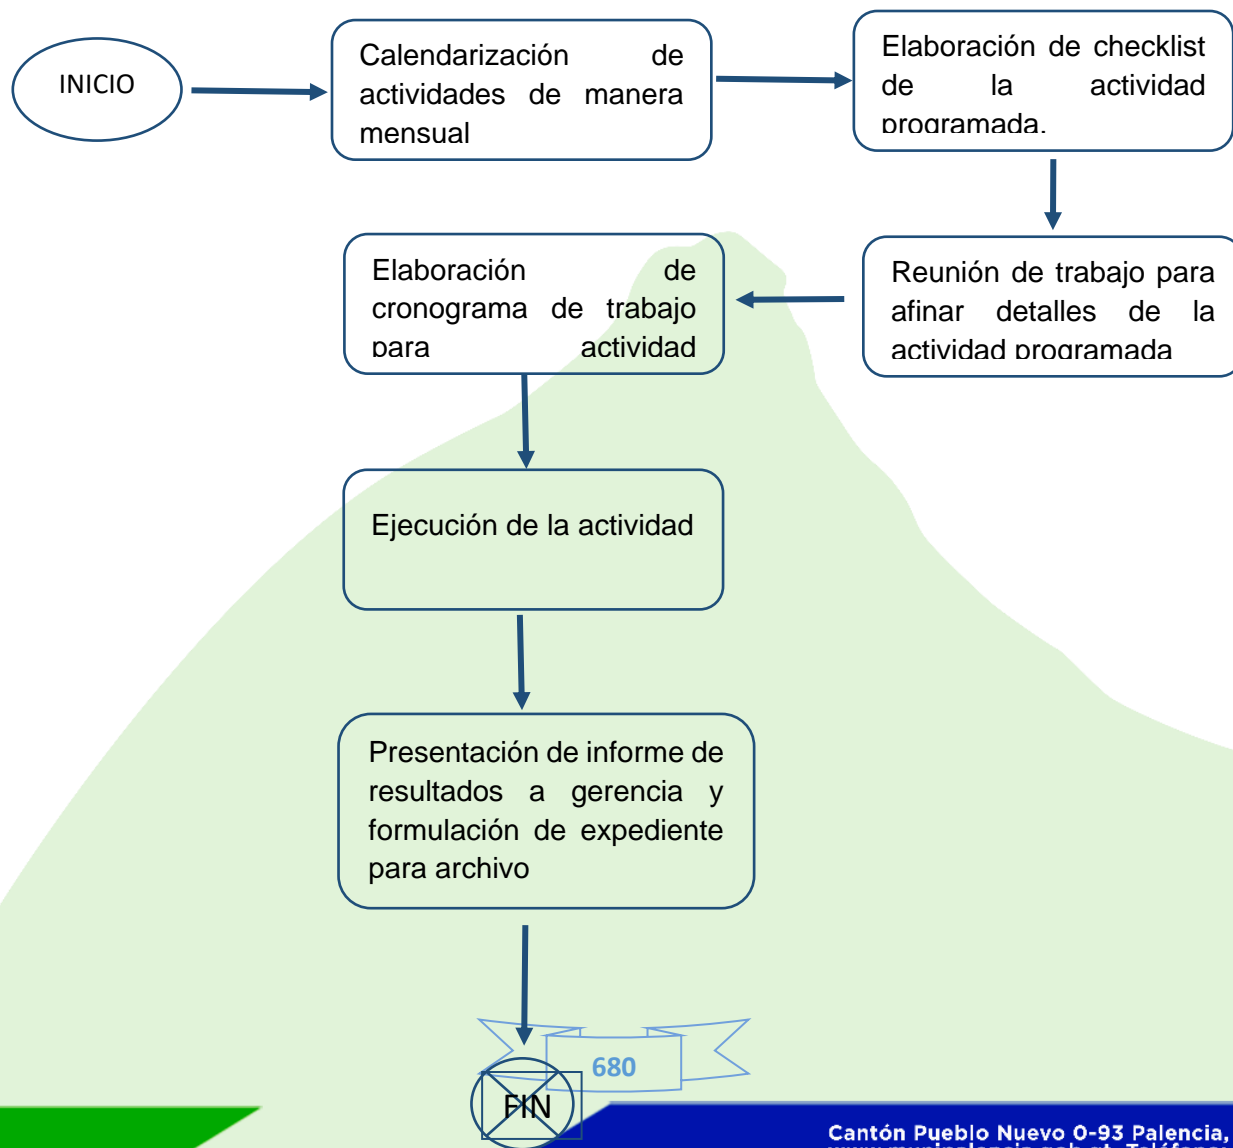 INICIO
Calendarización de
actividades de manera
mensual
Elaboración de checklist
de la actividad
programada.
Reunión de trabajo para
afinar detalles de la
actividad programada
Elaboración de
cronograma de trabajo
para actividad
Ejecución de la actividad
Presentación de informe de
resultados a gerencia y
formulación de expediente
para archivo
680
FIN
Cantón Pueblo Nuevo 0-93 Palencia,